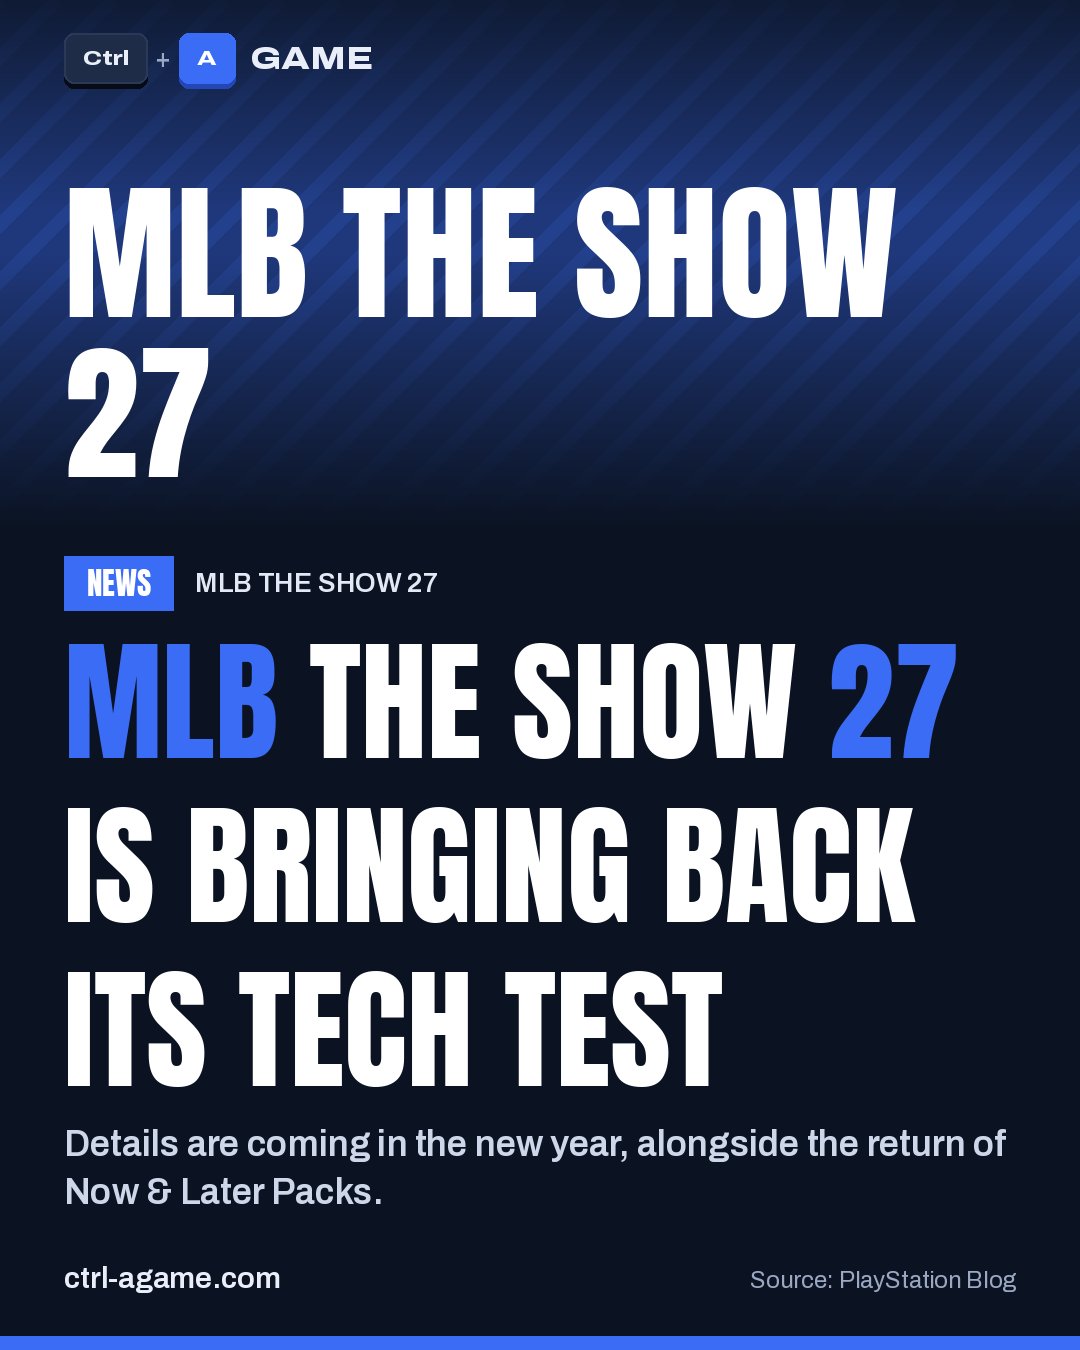 Ctrl + A GAME
MLB THE SHOW
27
NEWS MLB THE SHOW 27
MLB THE SHOW 27
IS BRINGING BACK
ITS TECH TEST
Details are coming in the new year, alongside the return of
Now & Later Packs.
ctrl-agame.com Source: PlayStation Blog